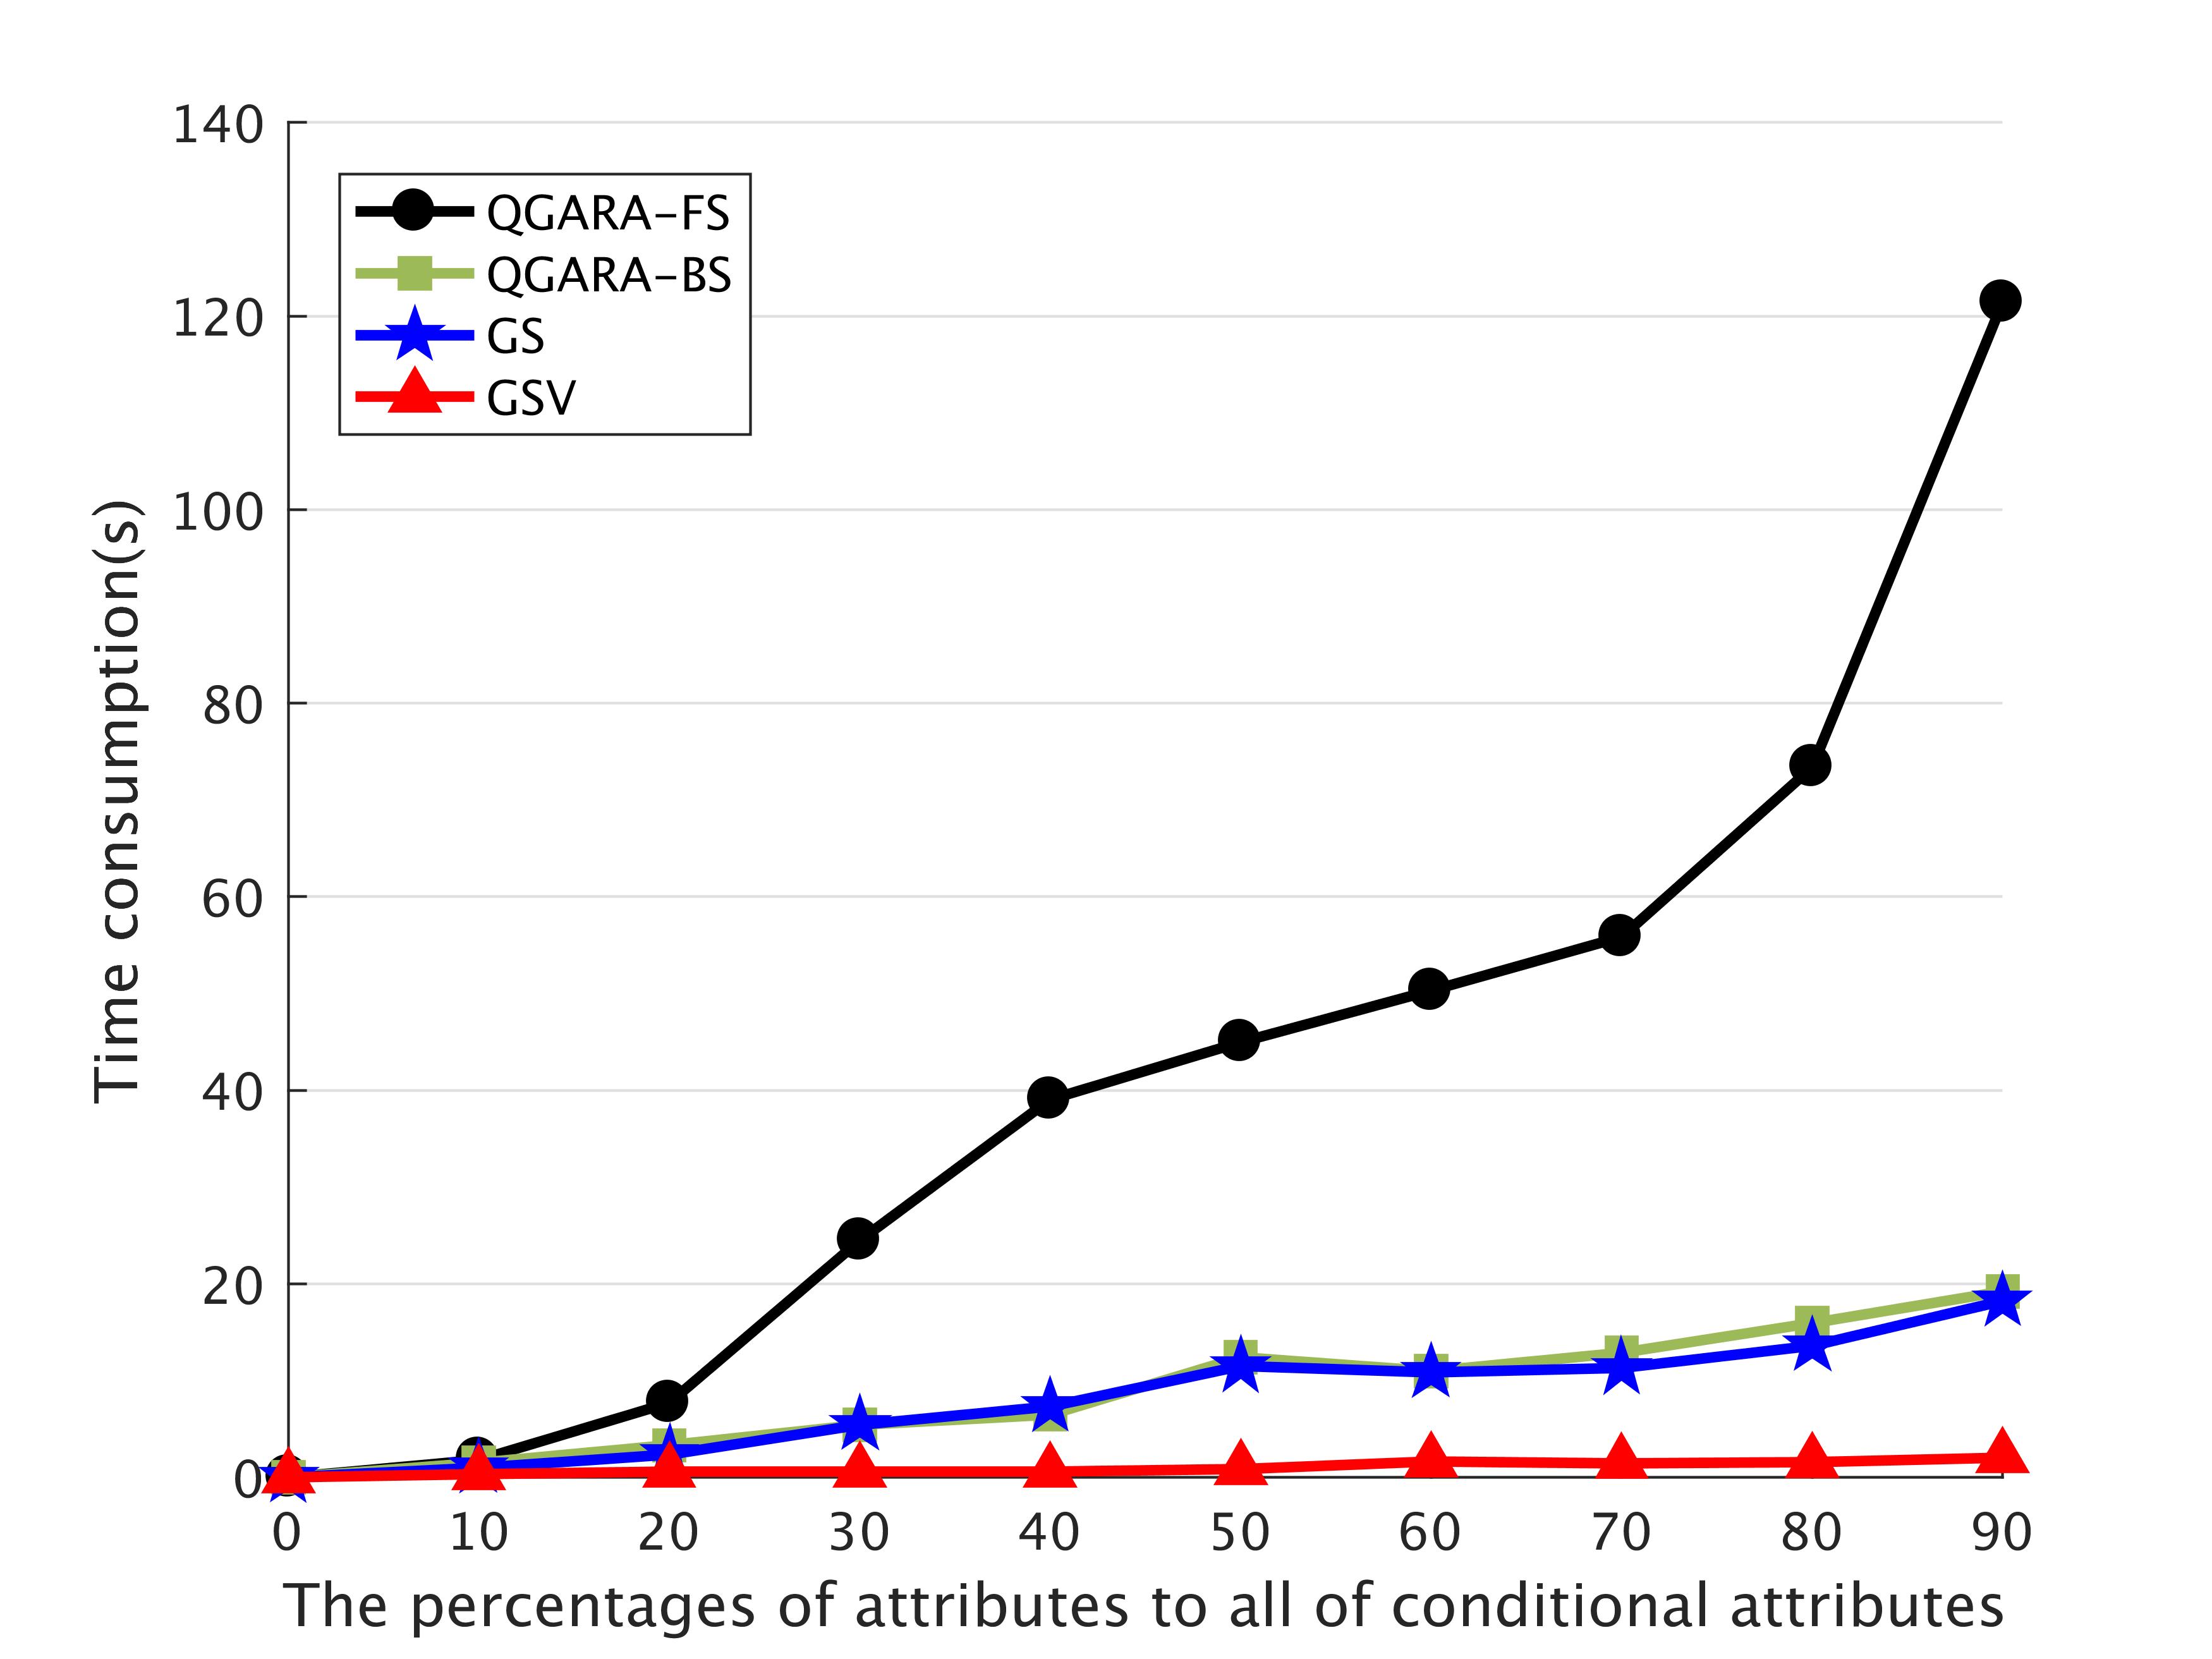 140
120
100
80
60
40
20
0
Time consumption(s)
QGARA-FS
QGARA-BS
GS
GSV
0 10 20 30 40 50 60 70 80 90
The percentages of attributes to all of conditional attributes